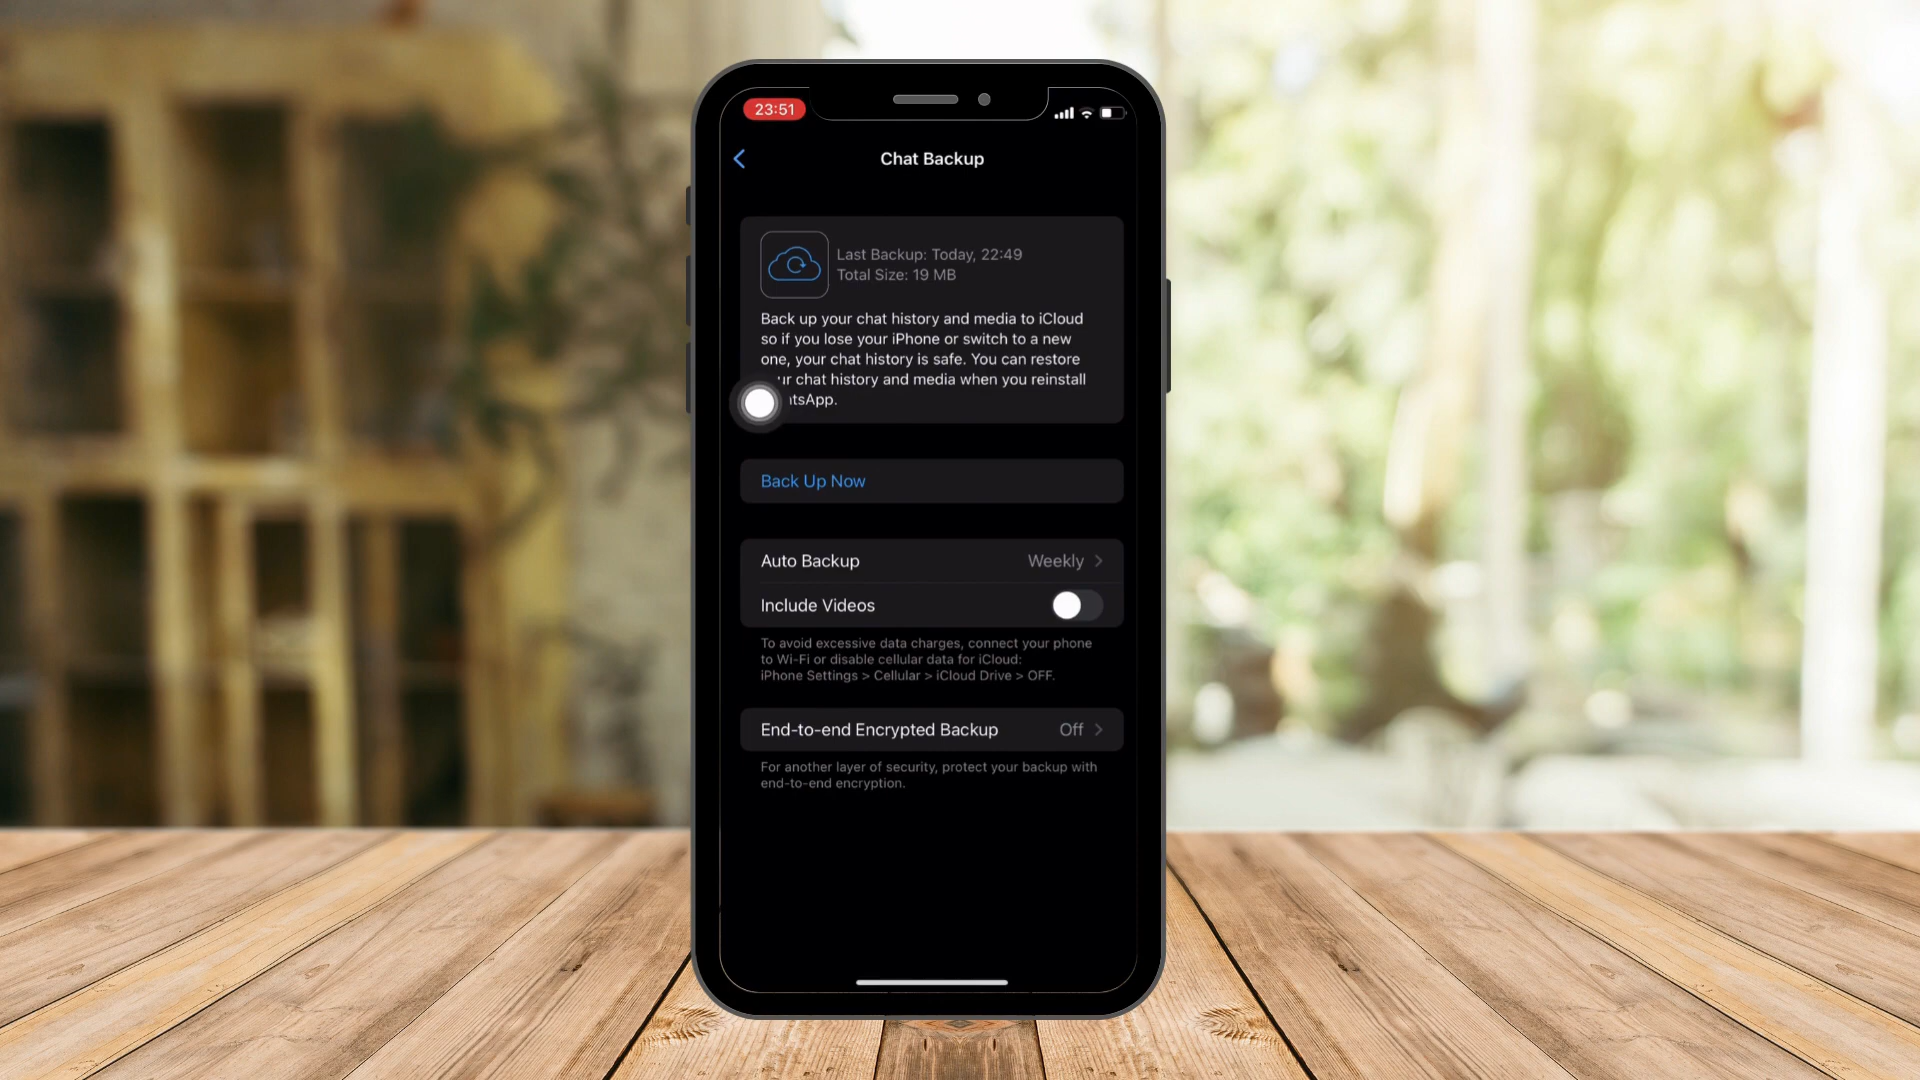 23:51
Chat Backup
Last Backup: Today, 22:49
Total Size: 19 MB
Back up your chat history and media to iCloud
so if you lose your iPhone or switch to a new
one, your chat history is safe. You can restore
ur chat history and media when you reinstall
tsApp.
Back Up Now
Auto Backup Weekly
Include Videos
To avoid excessive data charges, connect your phone
to Wi-Fi or disable cellular data for iCloud:
iPhone Settings > Cellular > iCloud Drive > OFF.
End-to-end Encrypted Backup Off
For another layer of security, protect your backup with
end-to-end encryption.